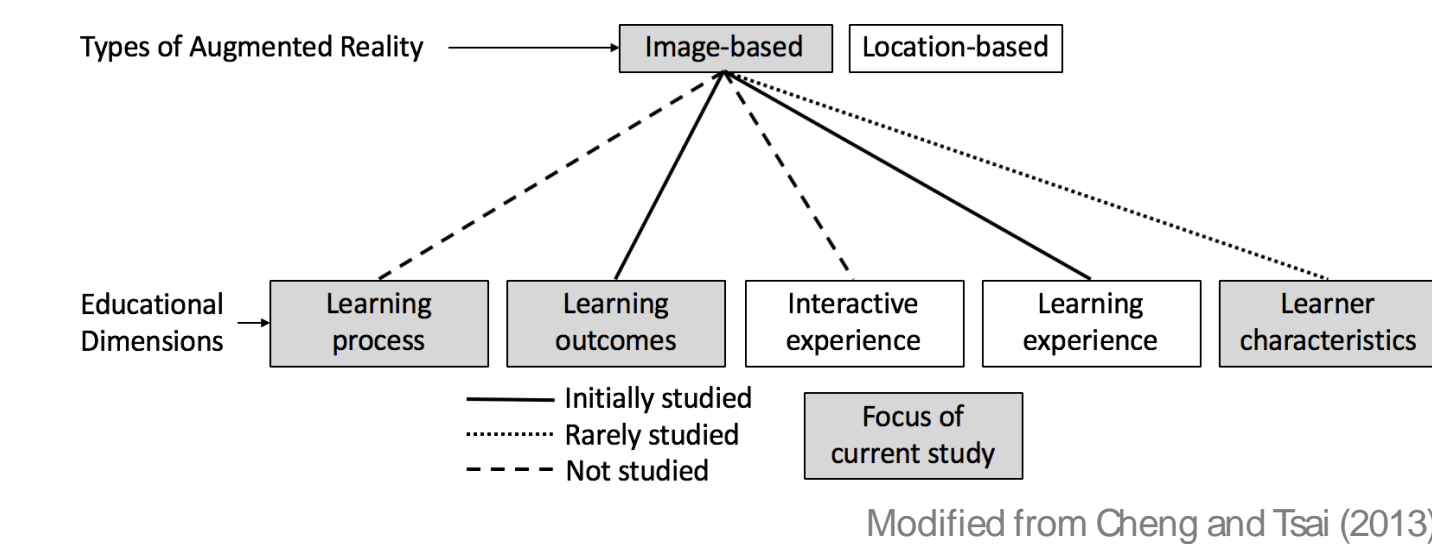 Types of Augmented Reality
Image-based
Location-based
Educational
Dimensions
Learning
process
Learning
outcomes
Interactive
experience
Learning
experience
Learner
characteristics
Initially studied
Rarely studied
Not studied
Focus of
current study
Modified from Cheng and Tsai (2013)